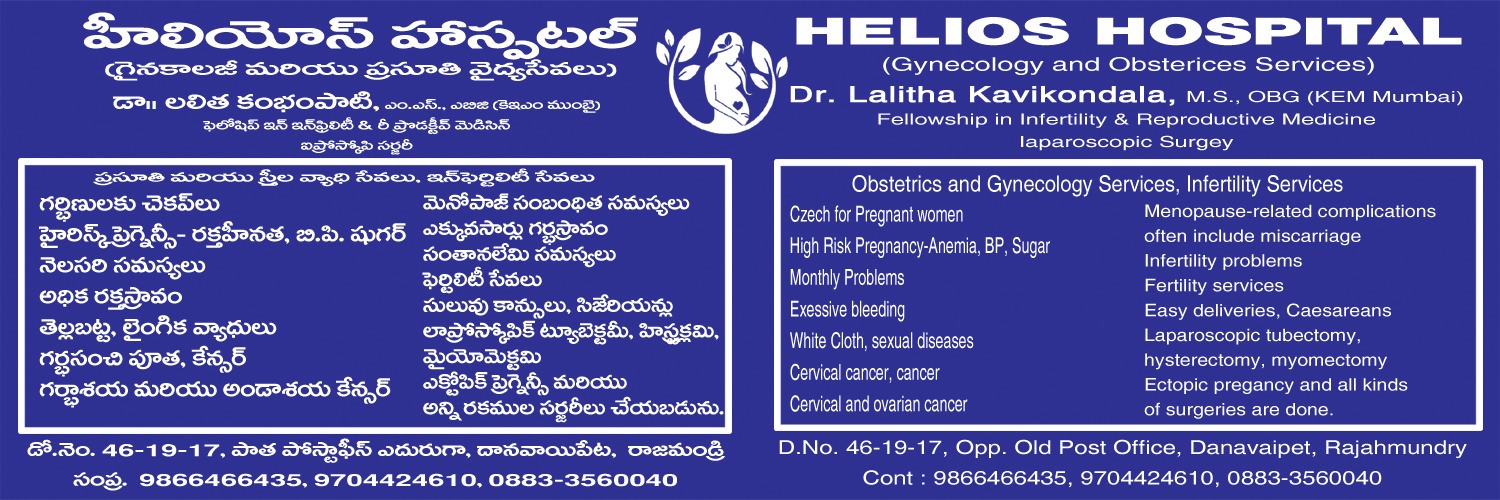 హీలియోస్ హాస్పటల్
(గైనకాలజీ మరియు ప్రసూతి వైద్యసేవలు)
డా॥ లలిత కంభంపాటి, ఎం.ఎస్., ఎబిజి (కెఇఎం ముంబై)
ఫెలోషిప్ ఇన్ ఇన్ఫ్రిలిటీ & రీ ప్రొడక్టీవ్ మెడిసిన్
ఐప్రోస్కోపి సర్జరీ
ప్రసూతి మరియు స్త్రీల వ్యాధి సేవలు, ఇన్‌ఫెర్టిలిటీ సేవలు
గర్భిణులకు చెకప్‌లు
హైరిస్క్ ప్రెగ్నెన్సీ- రక్తహీనత, బి.పి. షుగర్
నెలసరి సమస్యలు
అధిక రక్తస్రావం
తెల్లబట్ట, లైంగిక వ్యాధులు
గర్భసంచి పూత, కేన్సర్
గర్భాశయ మరియు అండాశయ కేన్సర్
మెనోపాజ్ సంబంధిత సమస్యలు
ఎక్కువసార్లు గర్భస్రావం
సంతానలేమి సమస్యలు
ఫెర్టిలిటీ సేవలు
సులువు కాన్పులు, సిజేరియన్లు
లాప్రోస్కోపిక్ ట్యూబెక్టమీ, హిస్టక్టమి,
మైయోమెక్టమి
ఎక్టోపిక్ ప్రెగ్నెన్సీ మరియు
అన్ని రకముల సర్జరీలు చేయబడును.
డో.నెం. 46-19-17, పాత పోస్టాఫీస్ ఎదురుగా, దానవాయిపేట, రాజమండ్రి
సంప్ర. 9866466435, 9704424610, 0883-3560040
HELIOS HOSPITAL
(Gynecology and Obsterices Services)
Dr. Lalitha Kavikondala, M.S., OBG (KEM Mumbai)
Fellowship in Infertility & Reproductive Medicine
laparoscopic Surgey
Obstetrics and Gynecology Services, Infertility Services
Czech for Pregnant women
High Risk Pregnancy-Anemia, BP, Sugar
Monthly Problems
Exessive bleeding
White Cloth, sexual diseases
Cervical cancer, cancer
Cervical and ovarian cancer
Menopause-related complications
often include miscarriage
Infertility problems
Fertility services
Easy deliveries, Caesareans
Laparoscopic tubectomy,
hysterectomy, myomectomy
Ectopic pregancy and all kinds
of surgeries are done.
D.No. 46-19-17, Opp. Old Post Office, Danavaipet, Rajahmundry
Cont : 9866466435, 9704424610, 0883-3560040